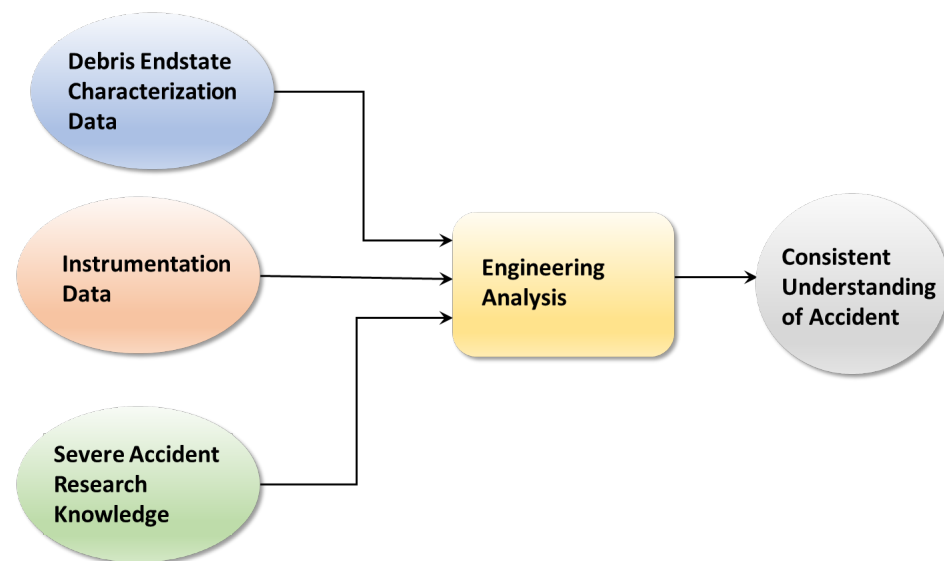 Debris Endstate
Characterization
Data
Instrumentation
Data
Severe Accident
Research
Knowledge
Engineering
Analysis
Consistent
Understanding
of Accident